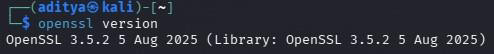 ┌──(aditya㉿kali)-[~]
└─$ openssl version
OpenSSL 3.5.2 5 Aug 2025 (Library: OpenSSL 3.5.2 5 Aug 2025)